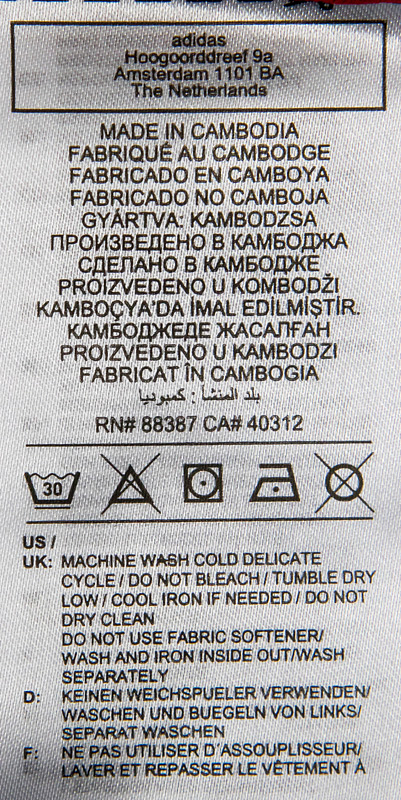 adidas
Hoogoorddreef 9a
Amsterdam 1101 BA
The Netherlands
MADE IN CAMBODIA
FABRIQUÉ AU CAMBODGE
FABRICADO EN CAMBOYA
FABRICADO NO CAMBOJA
GYÁRTVA: KAMBODZSA
ПРОИЗВЕДЕНО В КАМБОДЖА
СДЕЛАНО В КАМБОДЖЕ
PROIZVEDENO U KOMBODŽI
KAMBOÇYA'DA İMAL EDİLMİŞTİR.
КАМБОДЖЕДЕ ЖАСАЛҒАН
PROIZVEDENO U KAMBODZI
FABRICAT ÎN CAMBOGIA
بلد المنشأ : كمبوديا
RN# 88387 CA# 40312
30
US /
UK: MACHINE WASH COLD DELICATE
CYCLE / DO NOT BLEACH / TUMBLE DRY
LOW / COOL IRON IF NEEDED / DO NOT
DRY CLEAN
DO NOT USE FABRIC SOFTENER/
WASH AND IRON INSIDE OUT/WASH
SEPARATELY
D: KEINEN WEICHSPUELER VERWENDEN/
WASCHEN UND BUEGELN VON LINKS/
SEPARAT WASCHEN
F: NE PAS UTILISER D'ASSOUPLISSEUR/
LAVER ET REPASSER LE VÊTEMENT À